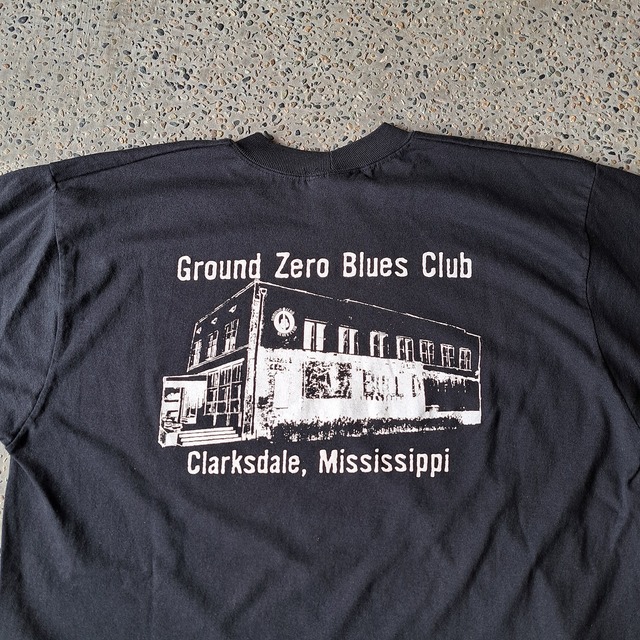 Ground Zero Blues Club
Clarksdale, Mississippi